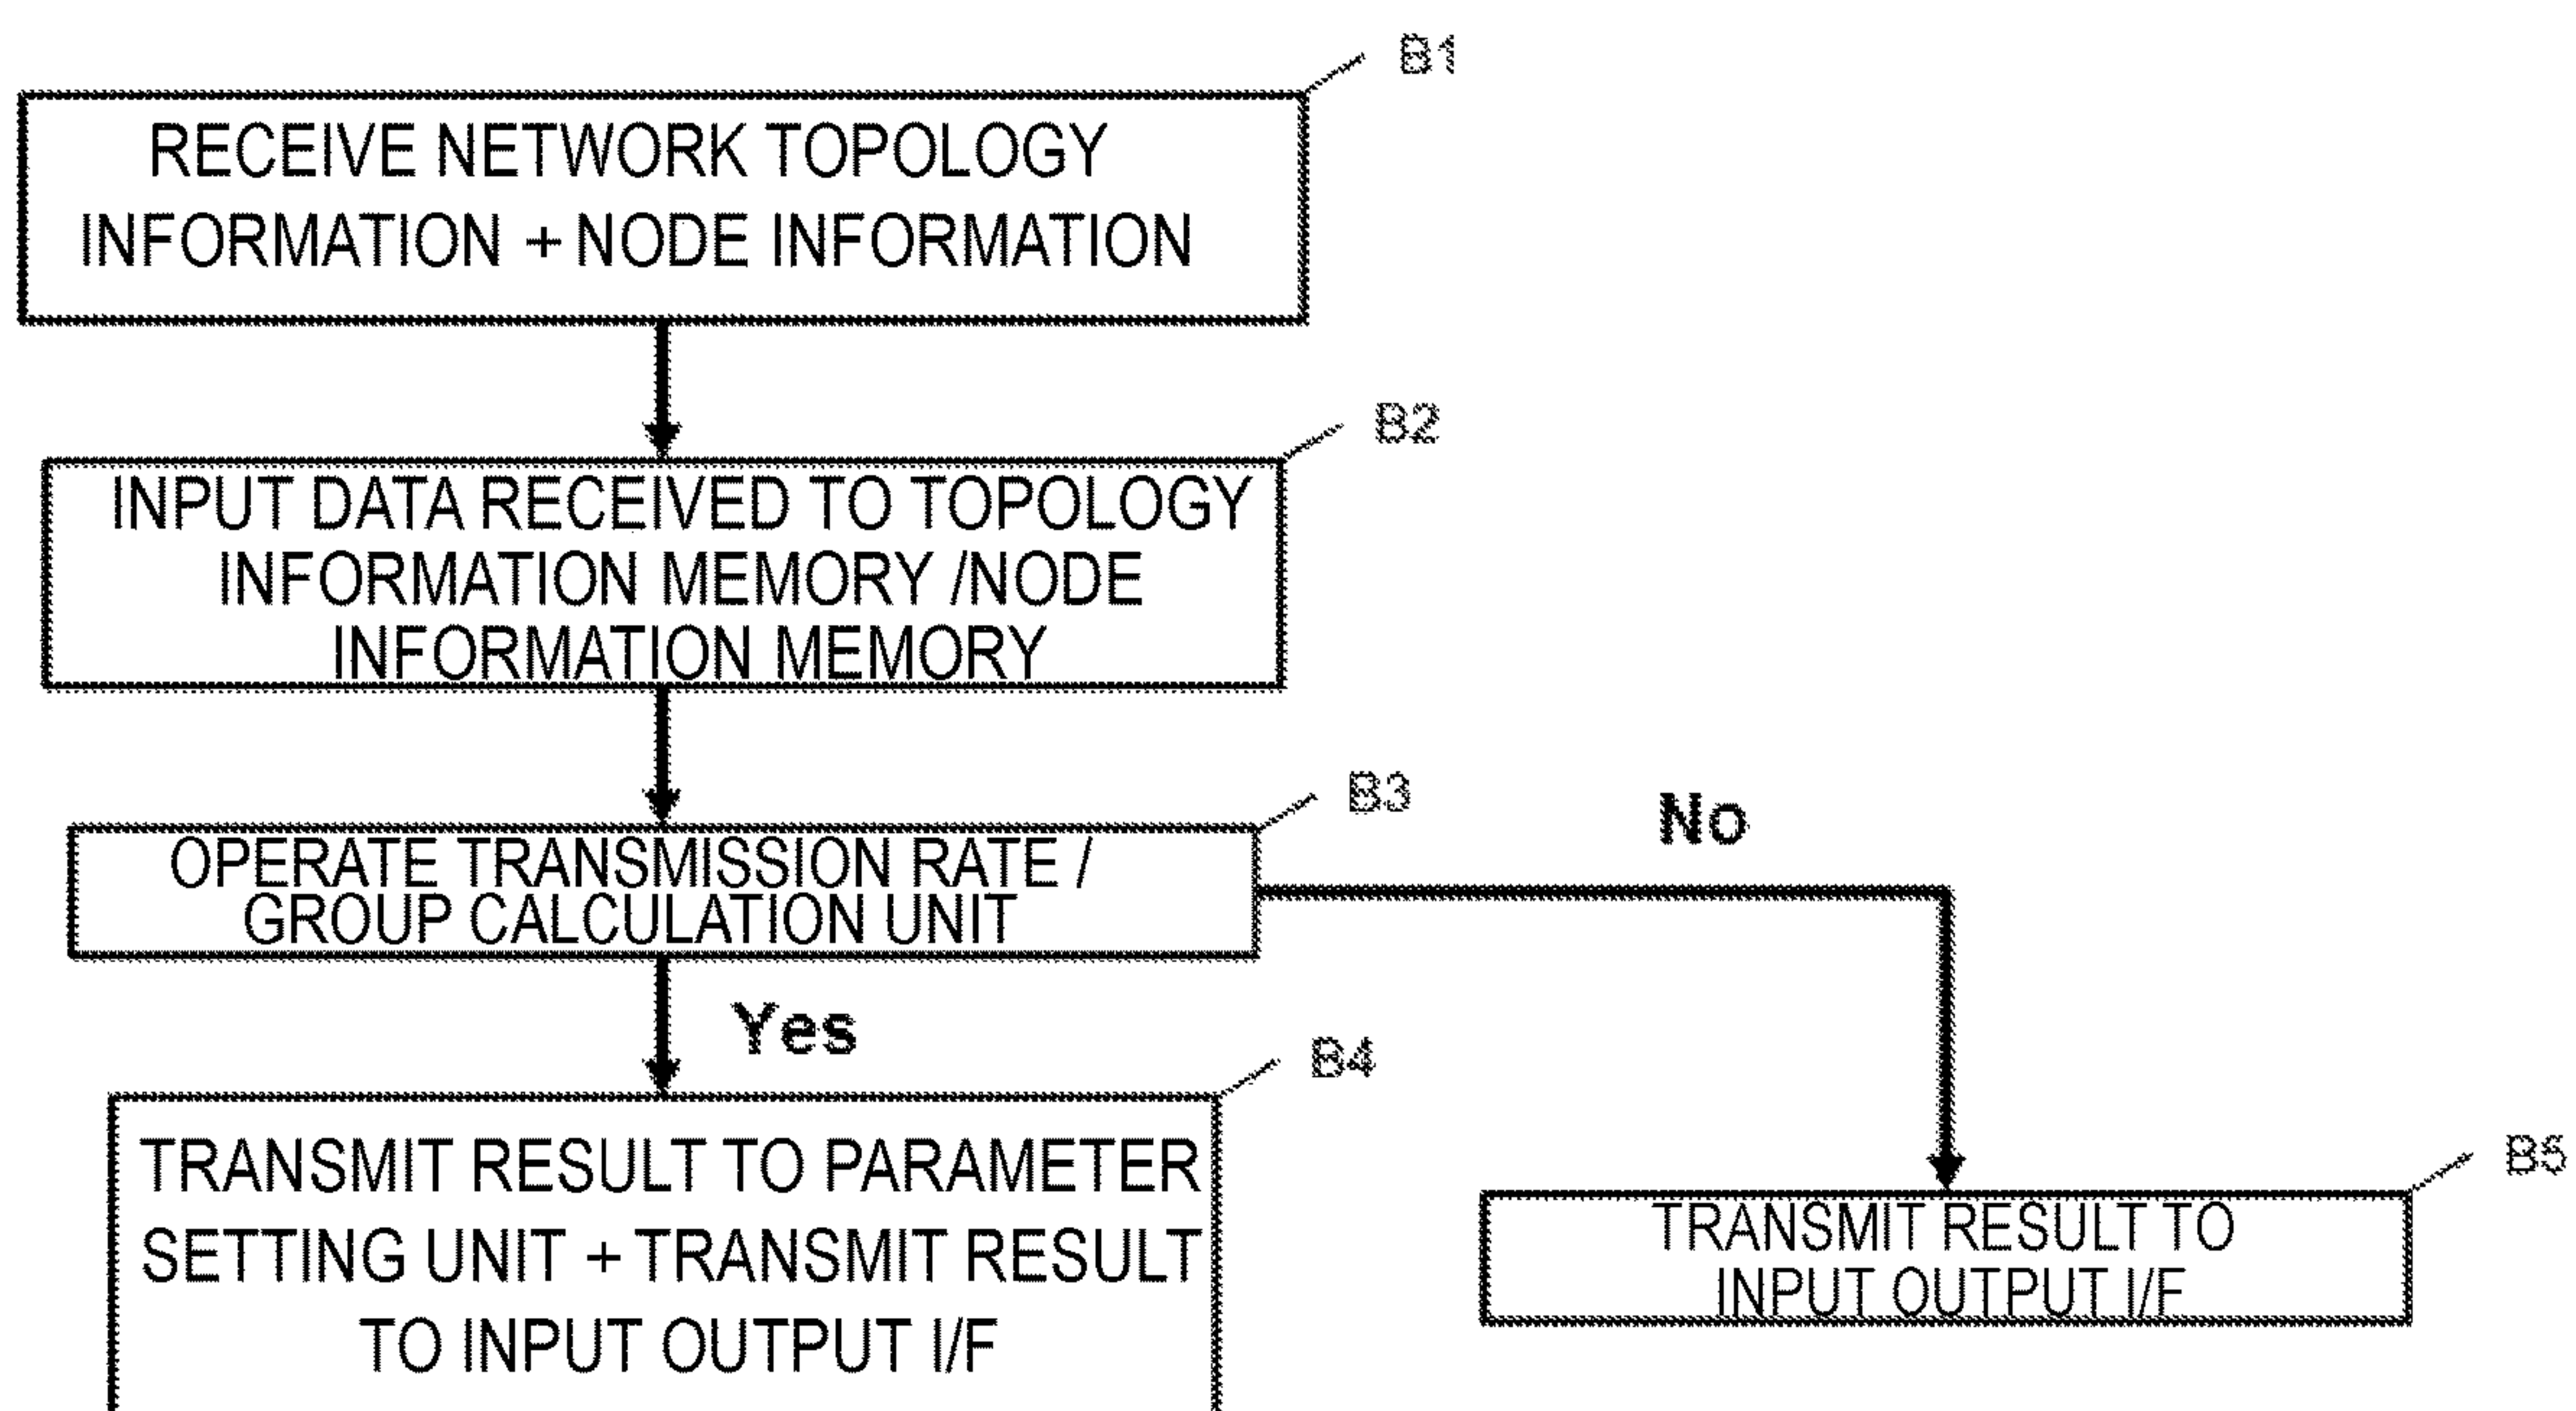 B1
RECEIVE NETWORK TOPOLOGY
INFORMATION + NODE INFORMATION
B2
INPUT DATA RECEIVED TO TOPOLOGY
INFORMATION MEMORY /NODE
INFORMATION MEMORY
B3
OPERATE TRANSMISSION RATE /
GROUP CALCULATION UNIT
No
Yes
B4
TRANSMIT RESULT TO PARAMETER
SETTING UNIT + TRANSMIT RESULT
TO INPUT OUTPUT I/F
B5
TRANSMIT RESULT TO
INPUT OUTPUT I/F